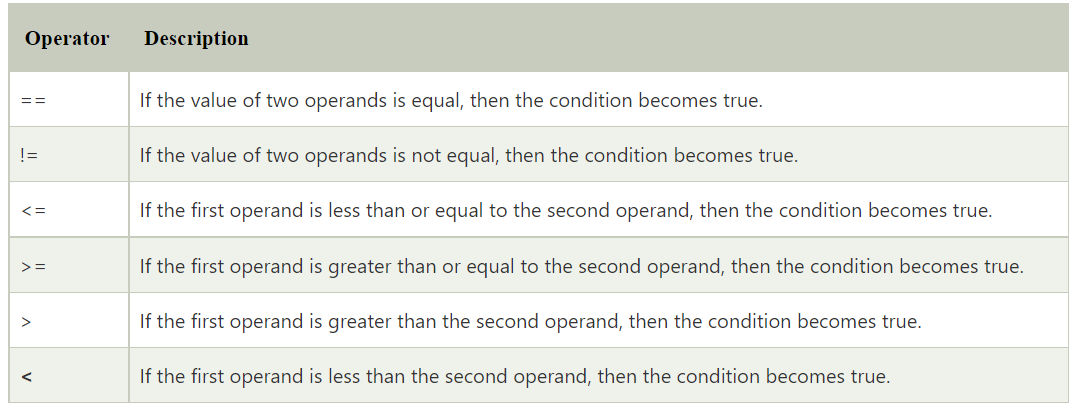 Operator Description
== If the value of two operands is equal, then the condition becomes true.
!= If the value of two operands is not equal, then the condition becomes true.
<= If the first operand is less than or equal to the second operand, then the condition becomes true.
>= If the first operand is greater than or equal to the second operand, then the condition becomes true.
> If the first operand is greater than the second operand, then the condition becomes true.
< If the first operand is less than the second operand, then the condition becomes true.